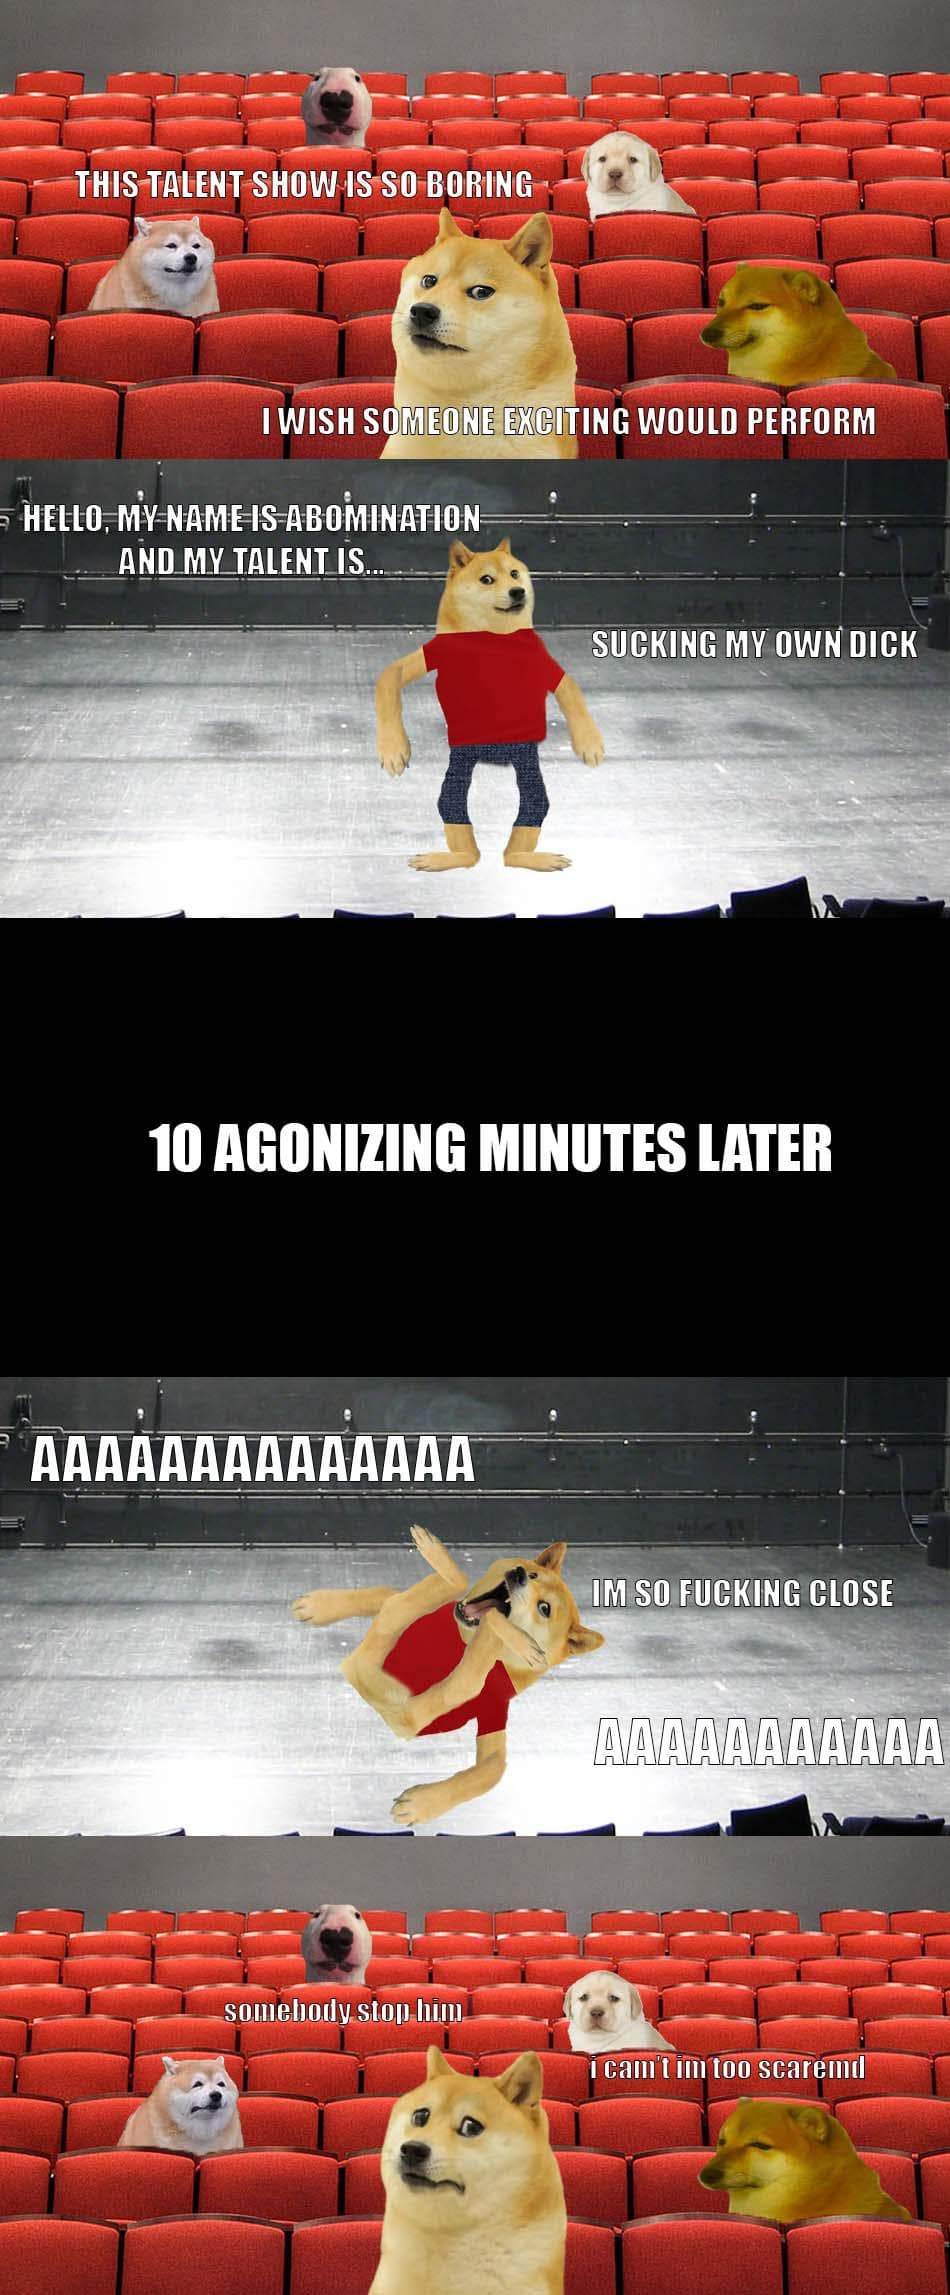 THIS TALENT SHOW IS SO BORING
I WISH SOMEONE EXCITING WOULD PERFORM
HELLO, MY NAME IS ABOMINATION
AND MY TALENT IS...
SUCKING MY OWN DICK
10 AGONIZING MINUTES LATER
AAAAAAAAAAAAAA
IM SO FUCKING CLOSE
AAAAAAAAAAA
somebody stop him
i cam't im too scaremd